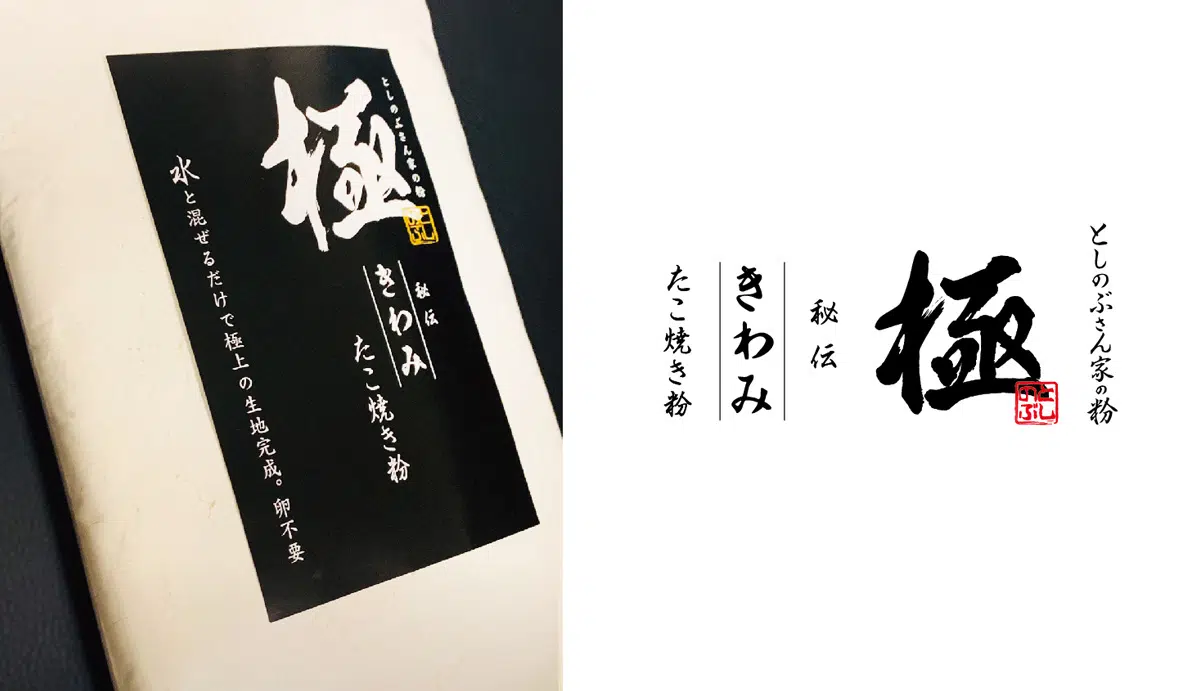 としのぶさん家の粉
極
としのぶ
秘伝
きわみ
たこ焼き粉
水と混ぜるだけで極上の生地完成。卵不要
としのぶさん家の粉
極
としのぶ
秘伝
きわみ
たこ焼き粉